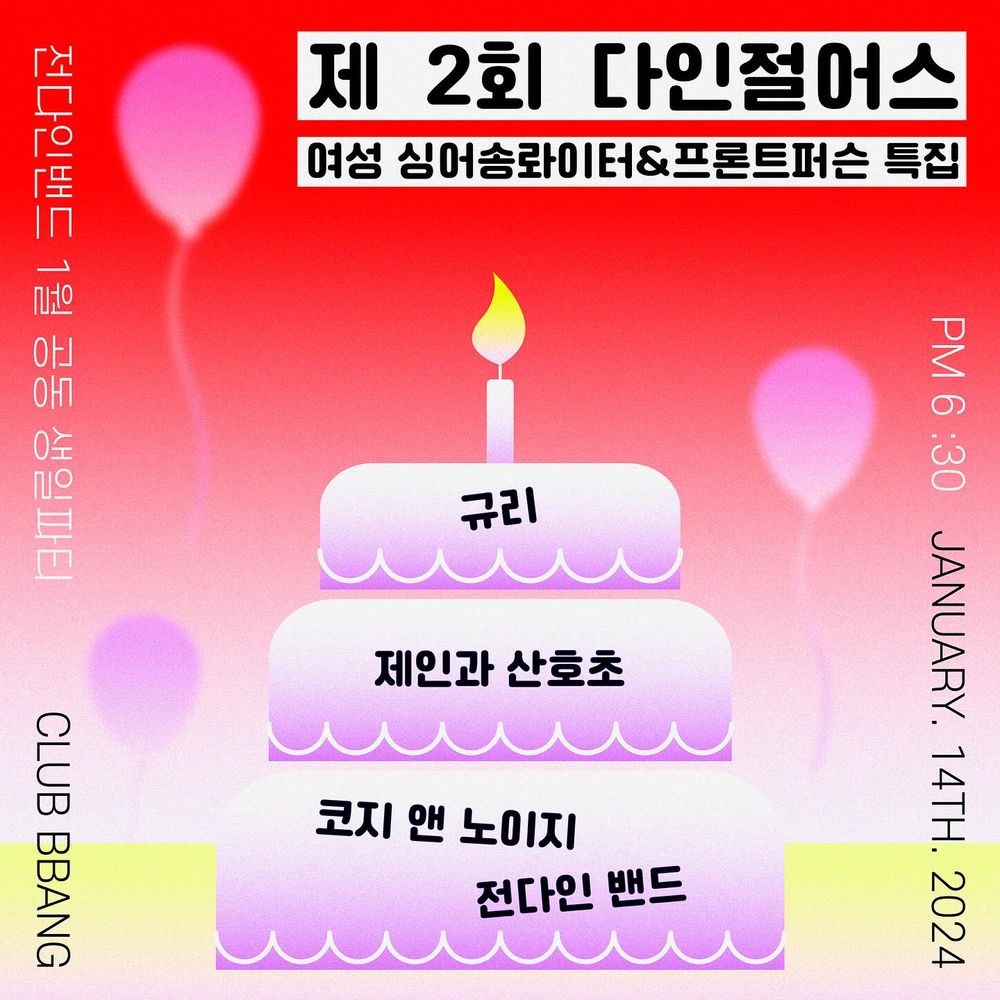 제 2회 다인절어스
여성 싱어송롸이터&프론트퍼슨 특집
전다인밴드 1월 공동 생일파티
CLUB BBANG
PM 6 :30 JANUARY. 14TH. 2024
규리
제인과 산호초
코지 앤 노이지
전다인 밴드